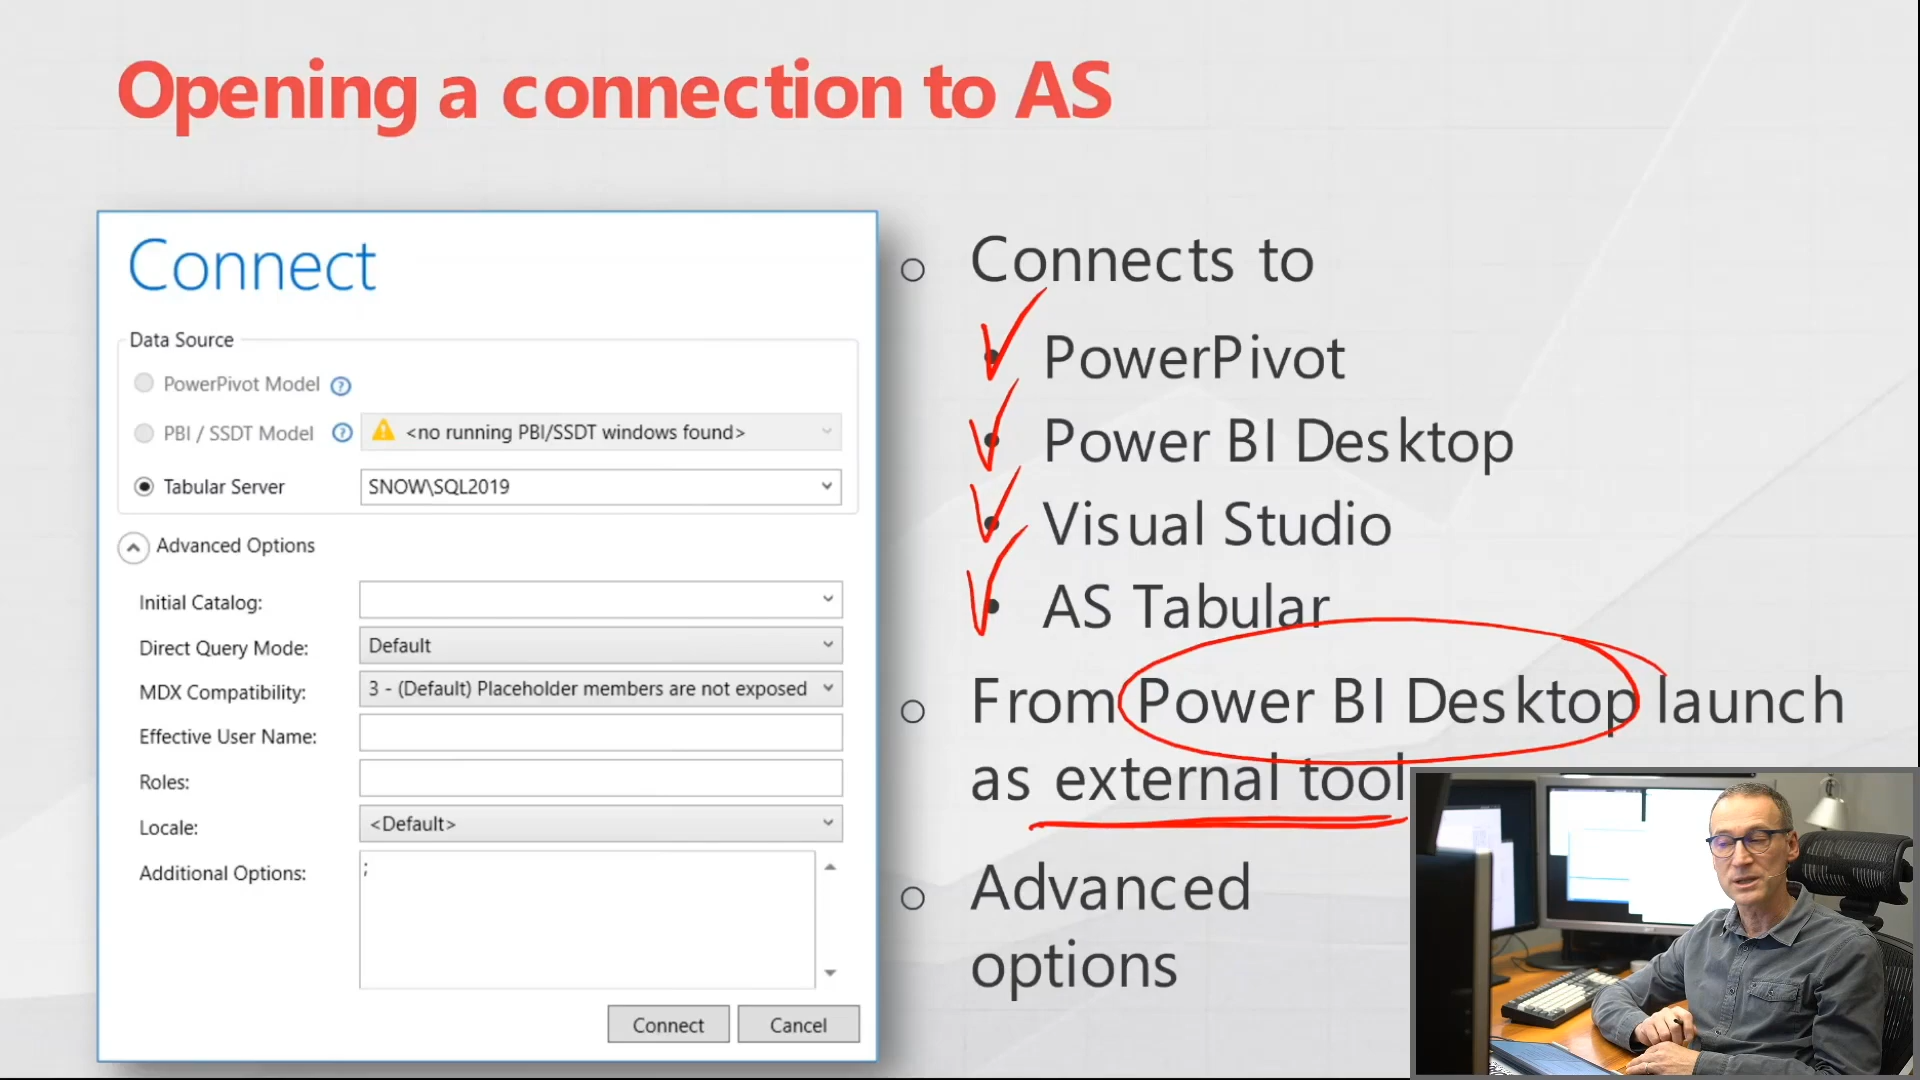 Opening a connection to AS
Connect
Data Source
PowerPivot Model ?
PBI / SSDT Model ? <no running PBI/SSDT windows found>
Tabular Server SNOW\SQL2019
Advanced Options
Initial Catalog:
Direct Query Mode: Default
MDX Compatibility: 3 - (Default) Placeholder members are not exposed
Effective User Name:
Roles:
Locale: <Default>
Additional Options: ;
Connect Cancel
Connects to
PowerPivot
Power BI Desktop
Visual Studio
AS Tabular
From Power BI Desktop launch
as external tool
Advanced
options